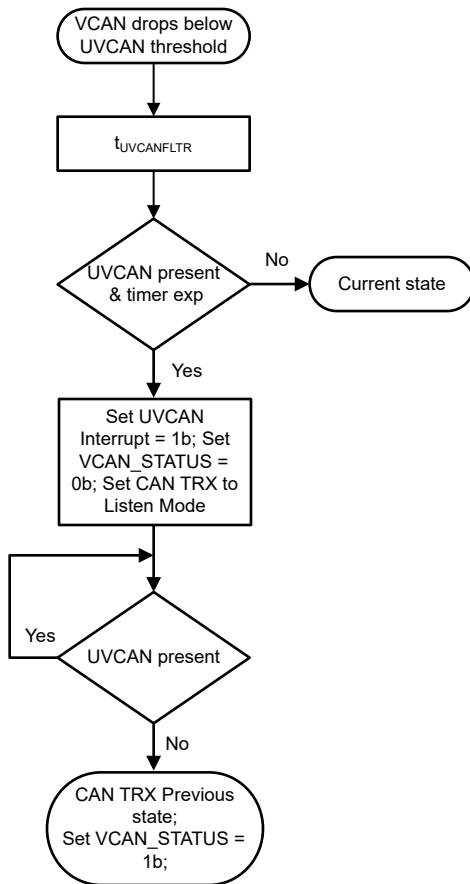 VCAN drops below
UVCAN threshold
tUVCANFLTR
UVCAN present
& timer exp
No
Current state
Yes
Set UVCAN
Interrupt = 1b; Set
VCAN_STATUS =
0b; Set CAN TRX to
Listen Mode
Yes
UVCAN present
No
CAN TRX Previous
state;
Set VCAN_STATUS =
1b;